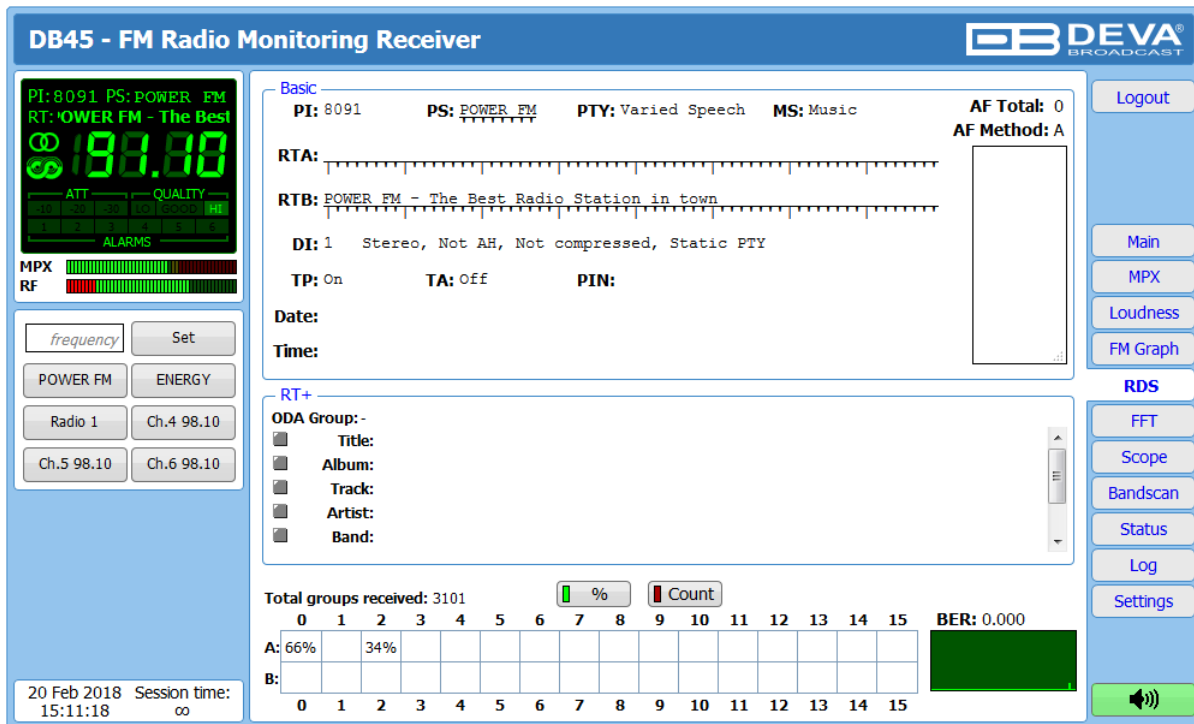 DB45 - FM Radio Monitoring Receiver
DEVA
BROADCAST
PI:8091 PS:POWER FM
RT:'OWER FM - The Best
91.10
ATT QUALITY
-10 -20 -30 LO GOOD HI
1 2 3 4 5 6
ALARMS
MPX
RF
frequency Set
POWER FM ENERGY
Radio 1 Ch.4 98.10
Ch.5 98.10 Ch.6 98.10
20 Feb 2018 Session time:
15:11:18 ∞
Basic
PI: 8091 PS: POWER FM PTY: Varied Speech MS: Music AF Total: 0
AF Method: A
RTA:
RTB: POWER FM - The Best Radio Station in town
DI: 1 Stereo, Not AH, Not compressed, Static PTY
TP: On TA: Off PIN:
Date:
Time:
RT+
ODA Group: -
Title:
Album:
Track:
Artist:
Band:
Total groups received: 3101 % Count
0 1 2 3 4 5 6 7 8 9 10 11 12 13 14 15 BER: 0.000
A: 66% 34%
B:
0 1 2 3 4 5 6 7 8 9 10 11 12 13 14 15
Logout
Main
MPX
Loudness
FM Graph
RDS
FFT
Scope
Bandscan
Status
Log
Settings